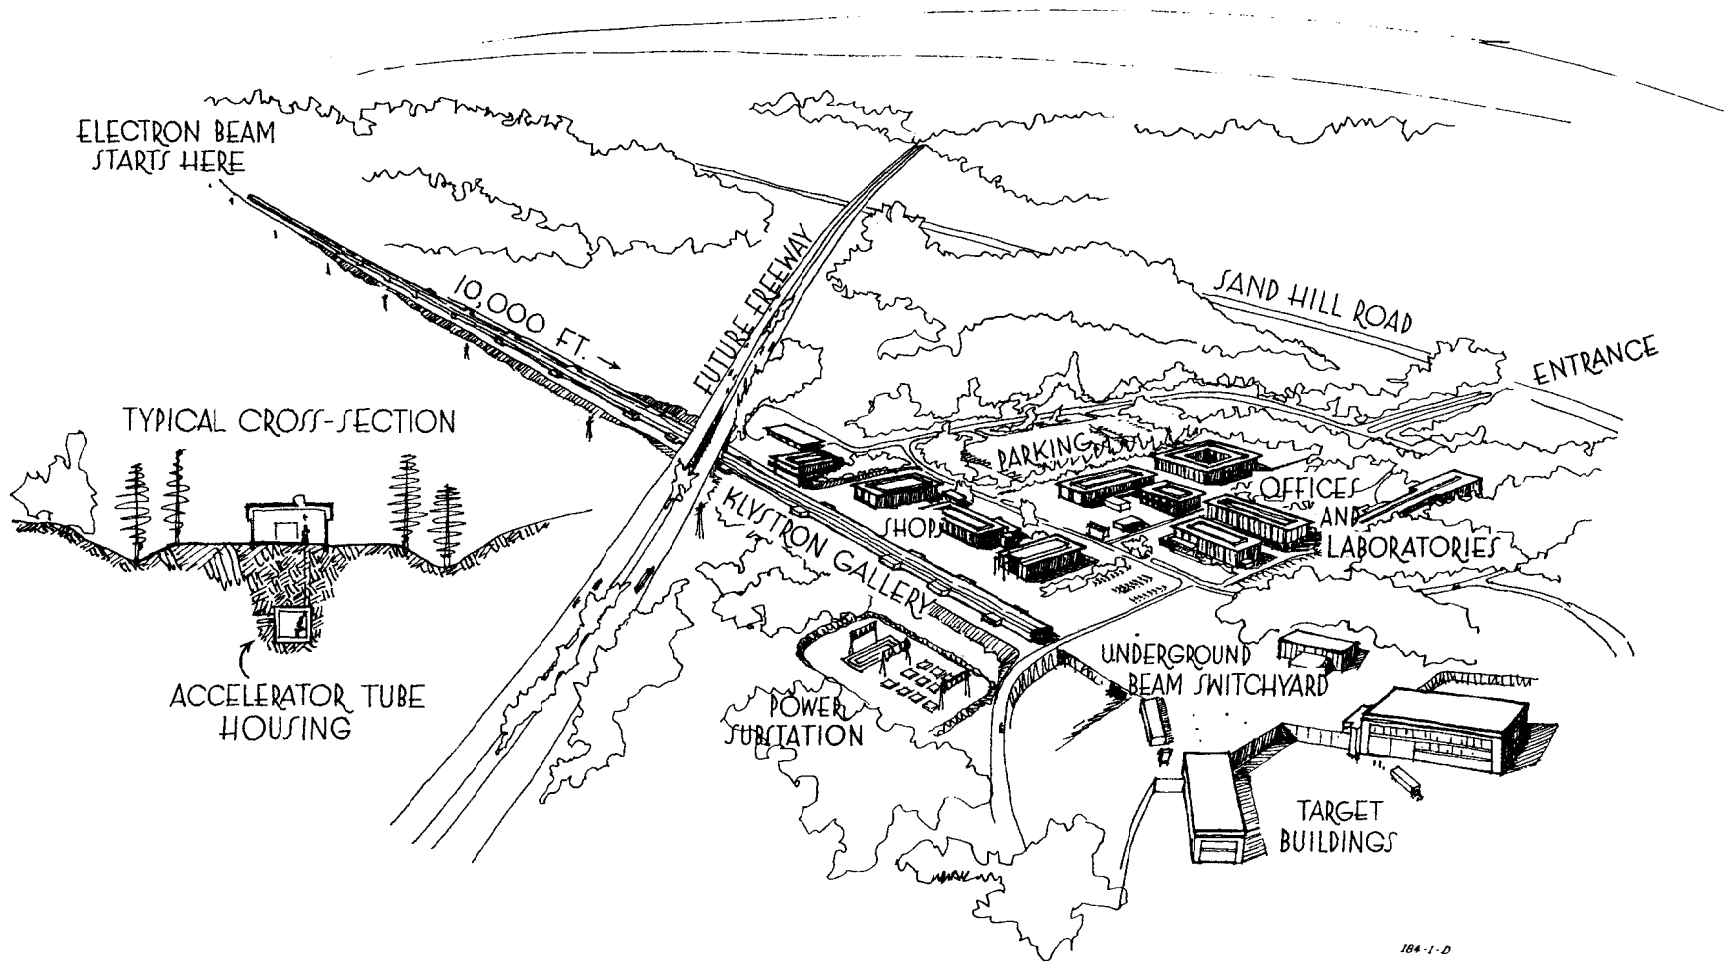 ELECTRON BEAM
STARTS HERE
10,000 FT. →
FUTURE FREEWAY
SAND HILL ROAD
ENTRANCE
TYPICAL CROSS-SECTION
PARKING
OFFICES
AND
LABORATORIES
SHOPS
KLYSTRON GALLERY
ACCELERATOR TUBE
HOUSING
POWER
SUBSTATION
UNDERGROUND
BEAM SWITCHYARD
TARGET
BUILDINGS
184-1-D